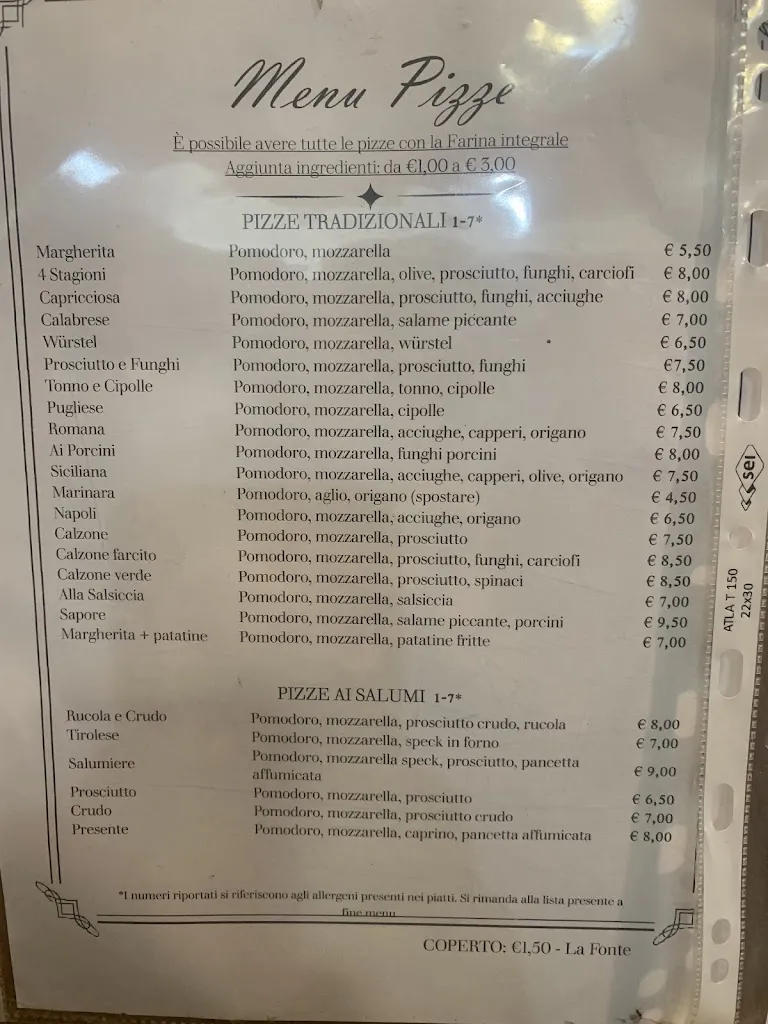 Menu Pizze
È possibile avere tutte le pizze con la Farina integrale
Aggiunta ingredienti: da €1,00 a € 3,00
PIZZE TRADIZIONALI 1-7*
Margherita Pomodoro, mozzarella € 5,50
4 Stagioni Pomodoro, mozzarella, olive, prosciutto, funghi, carciofi € 8,00
Capricciosa Pomodoro, mozzarella, prosciutto, funghi, acciughe € 8,00
Calabrese Pomodoro, mozzarella, salame piccante € 7,00
Würstel Pomodoro, mozzarella, würstel € 6,50
Prosciutto e Funghi Pomodoro, mozzarella, prosciutto, funghi €7,50
Tonno e Cipolle Pomodoro, mozzarella, tonno, cipolle € 8,00
Pugliese Pomodoro, mozzarella, cipolle € 6,50
Romana Pomodoro, mozzarella, acciughe, capperi, origano € 7,50
Ai Porcini Pomodoro, mozzarella, funghi porcini € 8,00
Siciliana Pomodoro, mozzarella, acciughe, capperi, olive, origano € 7,50
Marinara Pomodoro, aglio, origano (spostare) € 4,50
Napoli Pomodoro, mozzarella, acciughe, origano € 6,50
Calzone Pomodoro, mozzarella, prosciutto € 7,50
Calzone farcito Pomodoro, mozzarella, prosciutto, funghi, carciofi € 8,50
Calzone verde Pomodoro, mozzarella, prosciutto, spinaci € 8,50
Alla Salsiccia Pomodoro, mozzarella, salsiccia € 7,00
Sapore Pomodoro, mozzarella, salame piccante, porcini € 9,50
Margherita + patatine Pomodoro, mozzarella, patatine fritte € 7,00
PIZZE AI SALUMI 1-7*
Rucola e Crudo Pomodoro, mozzarella, prosciutto crudo, rucola € 8,00
Tirolese Pomodoro, mozzarella, speck in forno € 7,00
Salumiere Pomodoro, mozzarella speck, prosciutto, pancetta
affumicata € 9,00
Prosciutto Pomodoro, mozzarella, prosciutto € 6,50
Crudo Pomodoro, mozzarella, prosciutto crudo € 7,00
Presente Pomodoro, mozzarella, caprino, pancetta affumicata € 8,00
*I numeri riportati si riferiscono agli allergeni presenti nei piatti. Si rimanda alla lista presente a
fine menu
COPERTO: €1,50 - La Fonte
sei
ATLA T 150
22x30